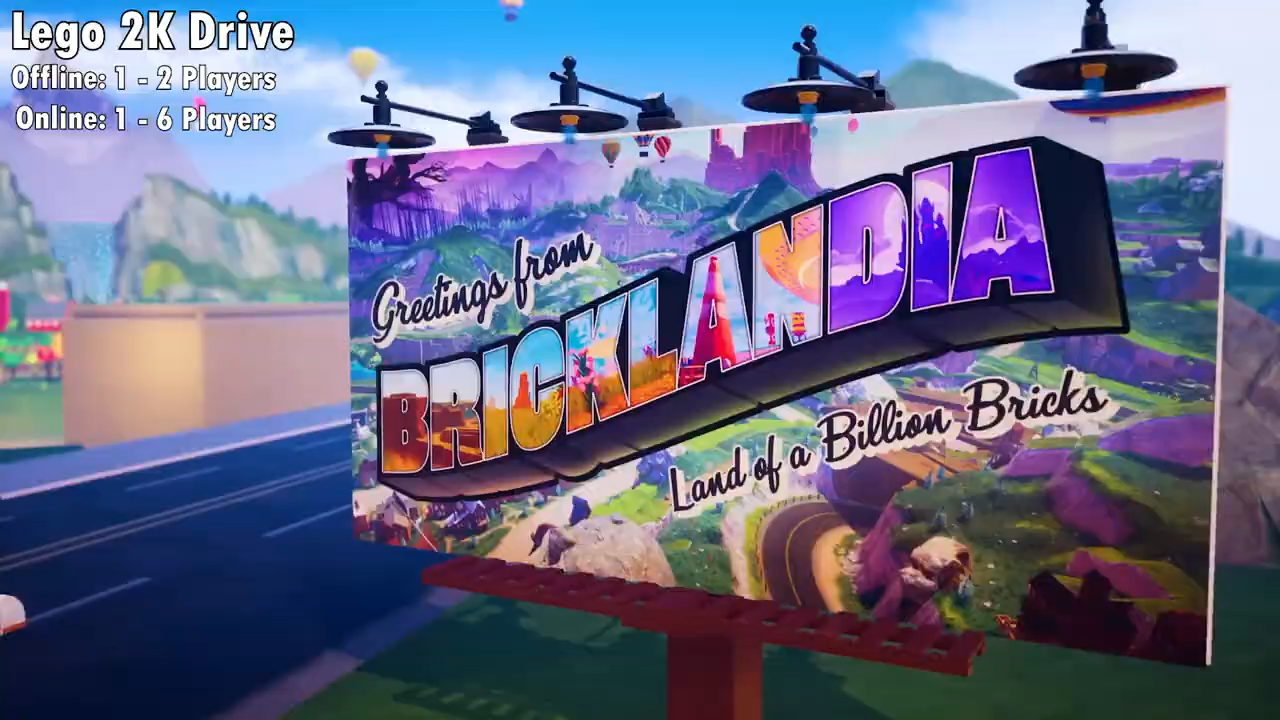 Lego 2K Drive
Offline: 1 - 2 Players
Online: 1 - 6 Players
Greetings from
BRICKLANDIA
Land of a Billion Bricks